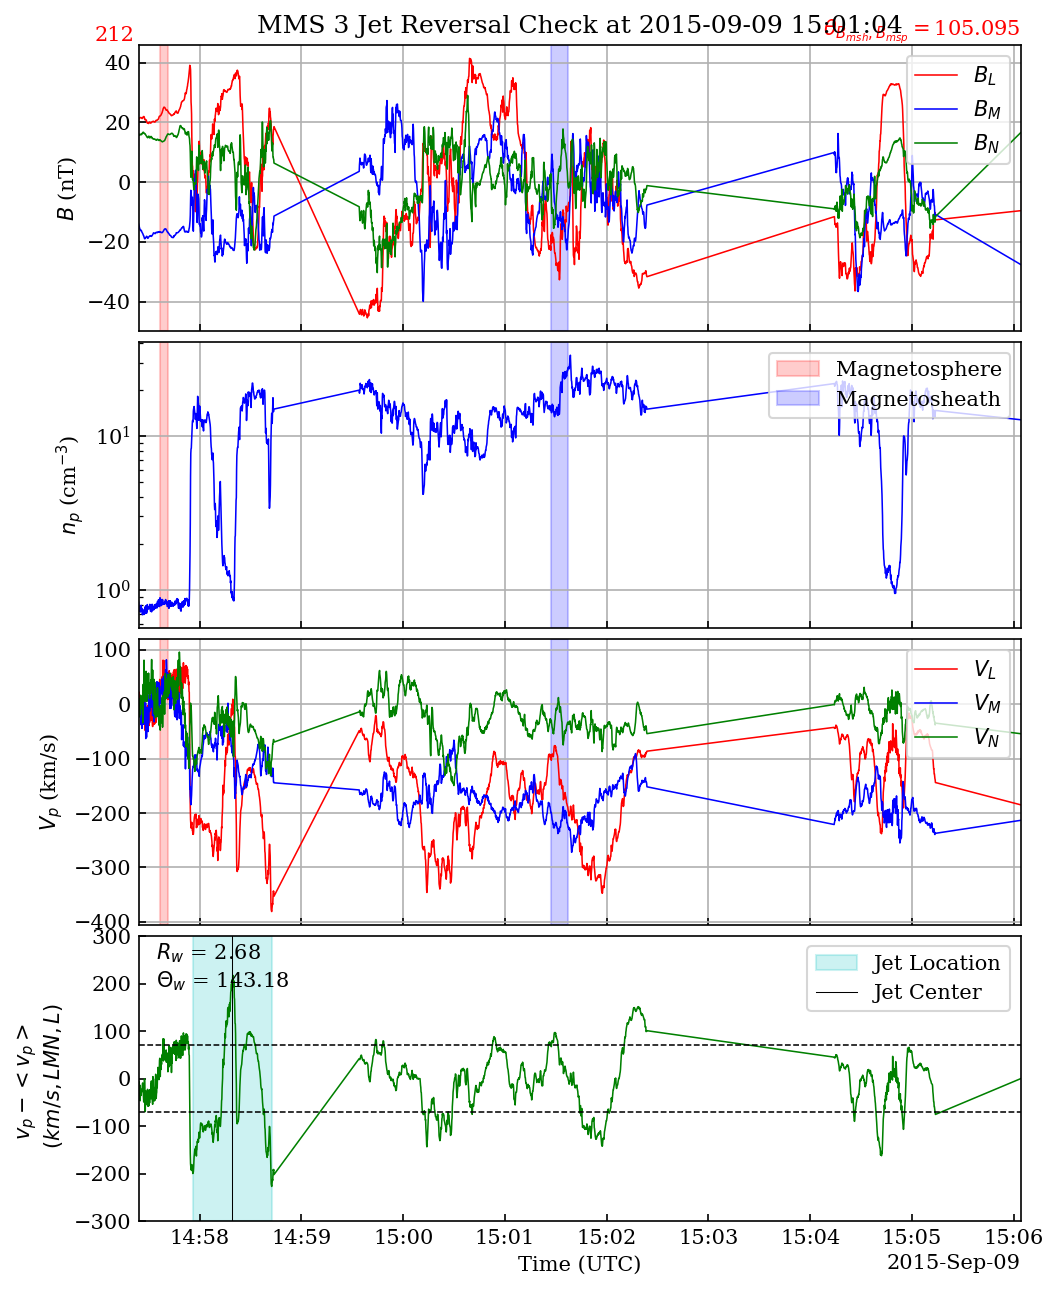 MMS 3 Jet Reversal Check at 2015-09-09 15:01:04
212
θ_{B_{msh}, B_{msp}} = 105.095
40
20
0
−20
−40
B (nT)
B_L
B_M
B_N
10^1
10^0
n_p (cm^{−3})
Magnetosphere
Magnetosheath
100
0
−100
−200
−300
−400
V_p (km/s)
V_L
V_M
V_N
300
200
100
0
−100
−200
−300
v_p − < v_p >
(km/s, LMN, L)
R_w = 2.68
Θ_w = 143.18
Jet Location
Jet Center
14:58 14:59 15:00 15:01 15:02 15:03 15:04 15:05 15:06
Time (UTC)
2015-Sep-09